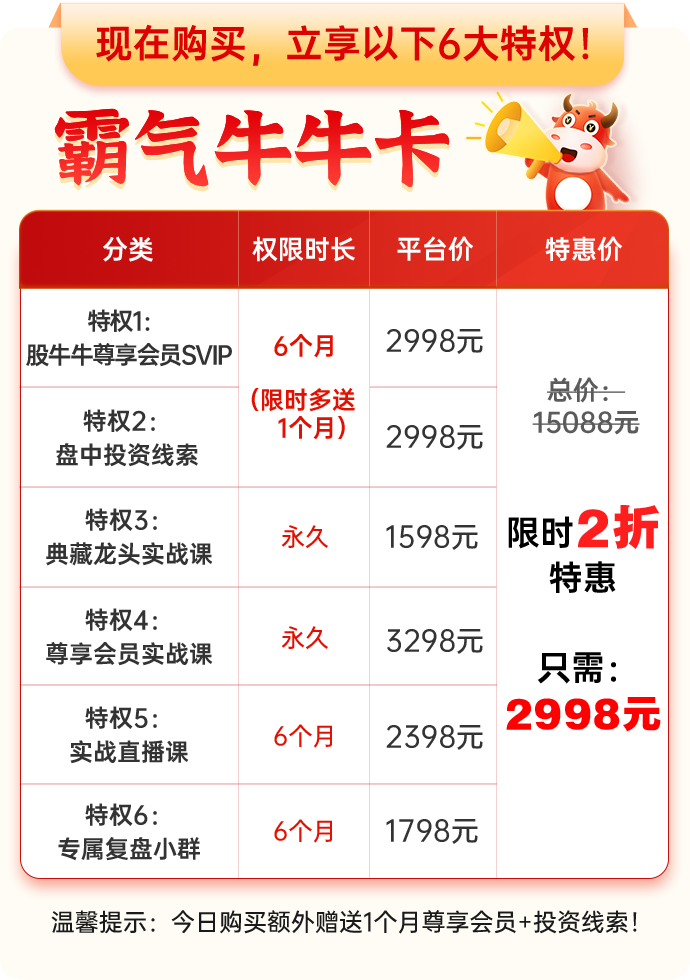 现在购买，立享以下6大特权！
霸气牛牛卡
分类 权限时长 平台价 特惠价
特权1：
股牛牛尊享会员SVIP
6个月
（限时多送
1个月）
2998元
特权2：
盘中投资线索
2998元
特权3：
典藏龙头实战课
永久
1598元
特权4：
尊享会员实战课
永久
3298元
特权5：
实战直播课
6个月
2398元
特权6：
专属复盘小群
6个月
1798元
总价：
15088元
限时2折
特惠
只需：
2998元
温馨提示：今日购买额外赠送1个月尊享会员+投资线索！